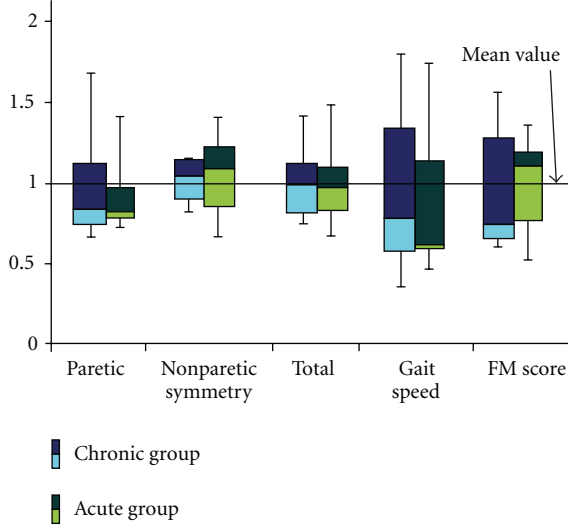 2
Mean value
1.5
1
0.5
0
Paretic Nonparetic symmetry Total Gait speed FM score
Chronic group
Acute group